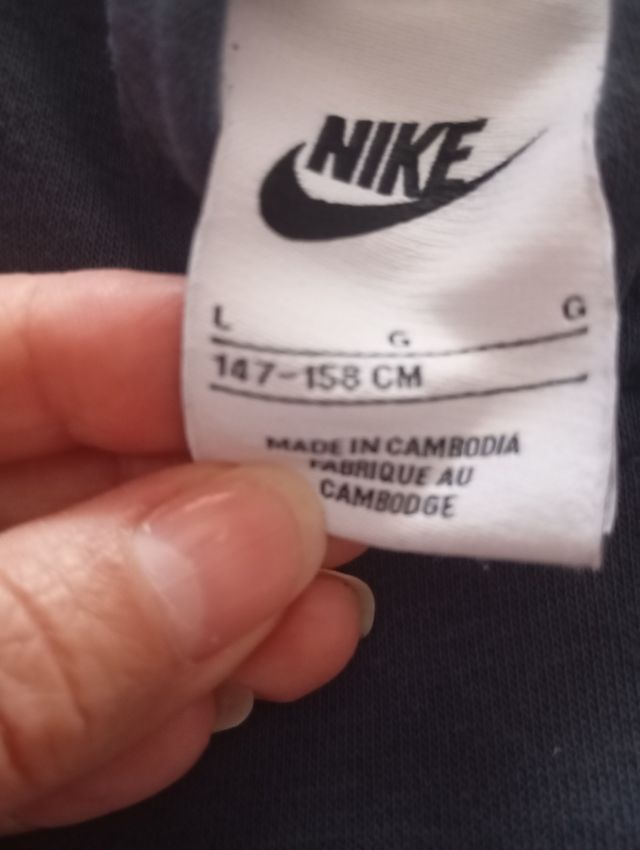 NIKE
L G G
147-158 CM
MADE IN CAMBODIA
FABRIQUE AU
CAMBODGE